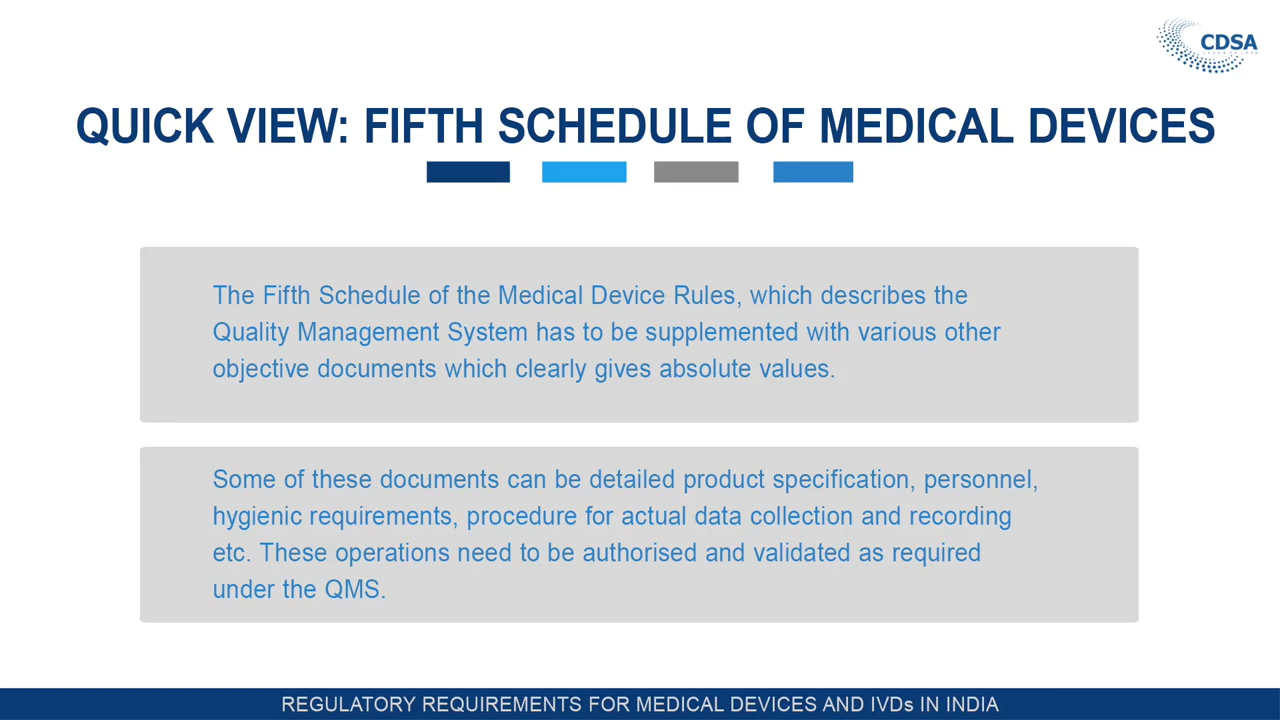 CDSA
QUICK VIEW: FIFTH SCHEDULE OF MEDICAL DEVICES
The Fifth Schedule of the Medical Device Rules, which describes the
Quality Management System has to be supplemented with various other
objective documents which clearly gives absolute values.
Some of these documents can be detailed product specification, personnel,
hygienic requirements, procedure for actual data collection and recording
etc. These operations need to be authorised and validated as required
under the QMS.
REGULATORY REQUIREMENTS FOR MEDICAL DEVICES AND IVDs IN INDIA